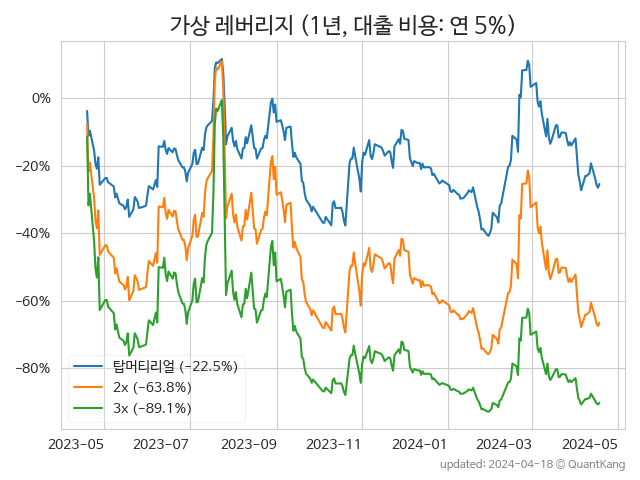 가상 레버리지 (1년, 대출 비용: 연 5%)
0%
−20%
−40%
−60%
−80%
탑머티리얼 (−22.5%)
2x (−63.8%)
3x (−89.1%)
2023−05 2023−07 2023−09 2023−11 2024−01 2024−03 2024−05
updated: 2024−04−18 © QuantKang